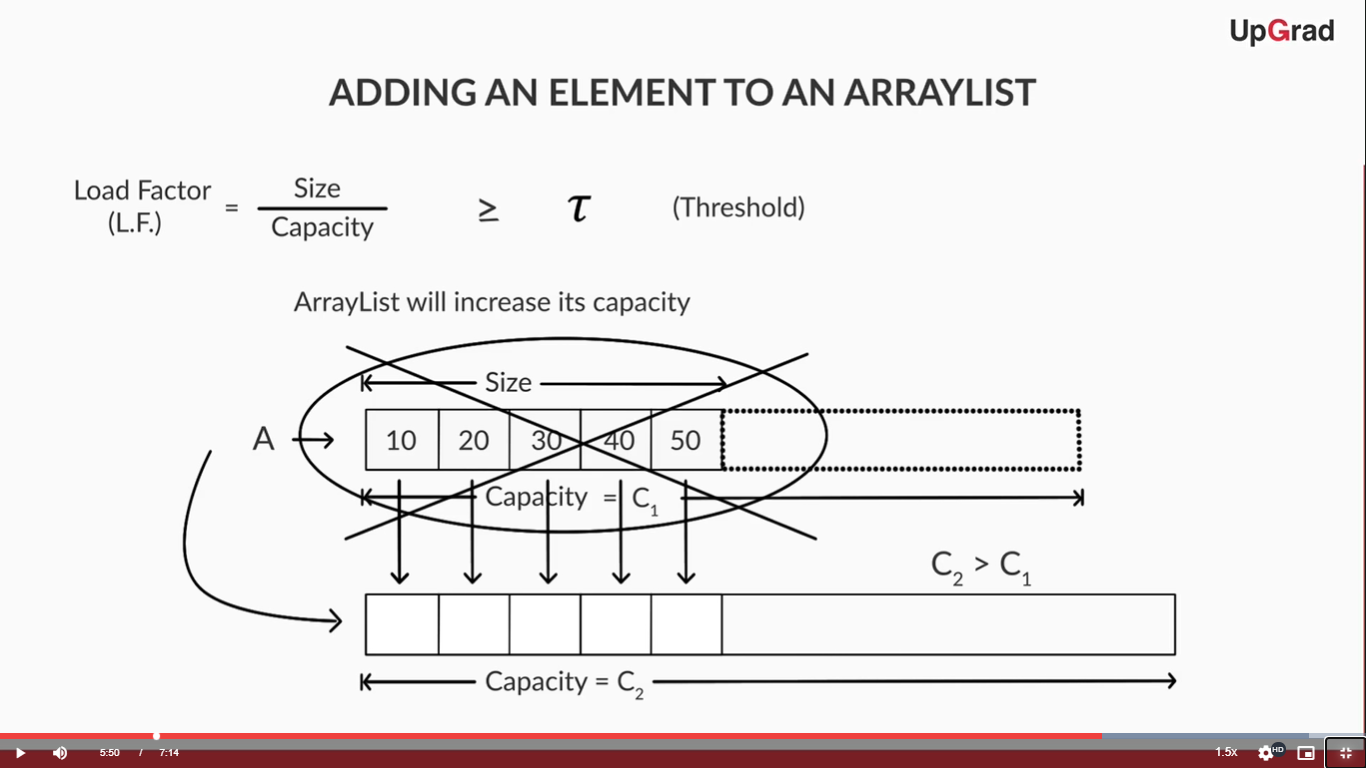 UpGrad
ADDING AN ELEMENT TO AN ARRAYLIST
Load Factor
(L.F.)
=
Size
Capacity
≥ τ (Threshold)
ArrayList will increase its capacity
Size
A
10 20 30 40 50
Capacity = C₁
C₂ > C₁
Capacity = C₂
5:50 / 7:14
1.5x
HD